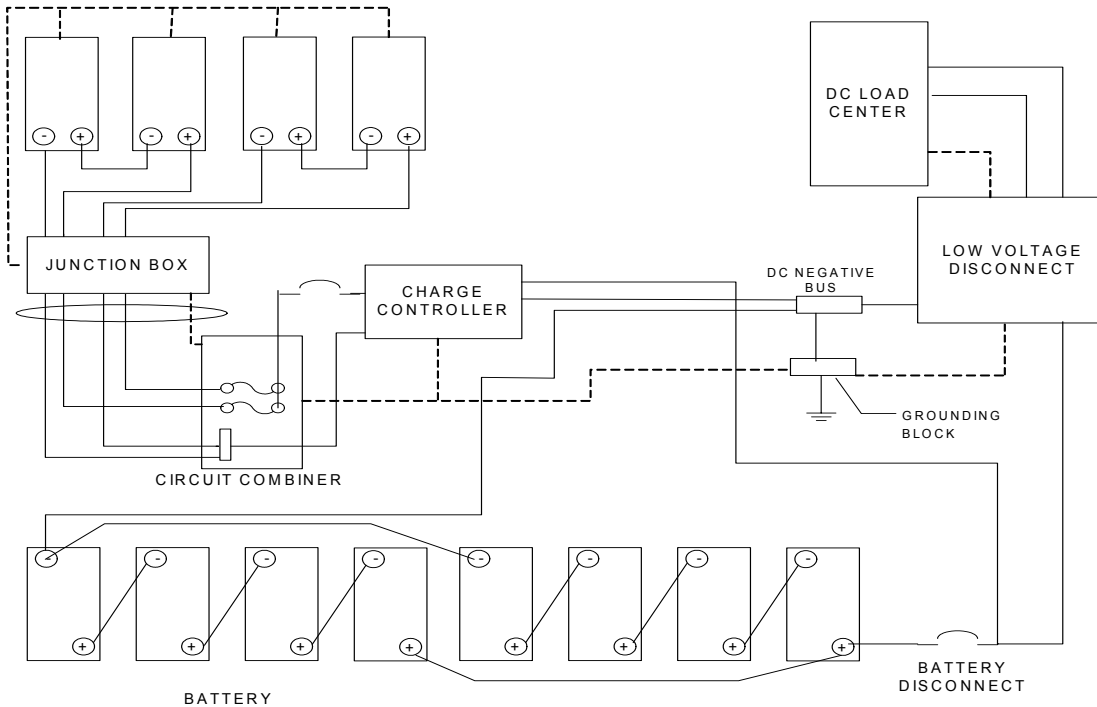 - + - + - + - +
DC LOAD
CENTER
JUNCTION BOX
CHARGE
CONTROLLER
DC NEGATIVE
BUS
LOW VOLTAGE
DISCONNECT
GROUNDING
BLOCK
CIRCUIT COMBINER
- - - - - - - -
+ + + + + + + +
BATTERY
DISCONNECT
BATTERY